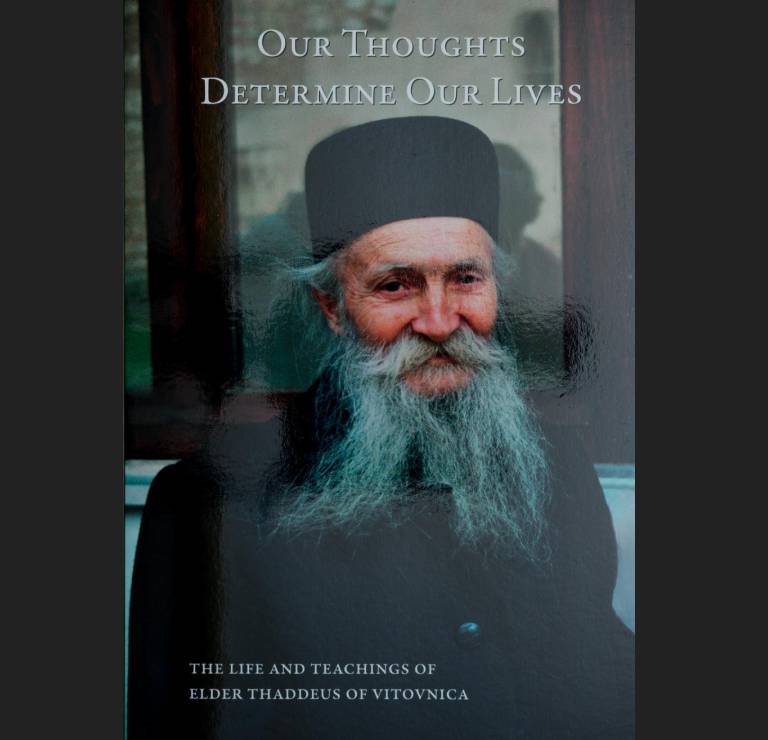 Our Thoughts
Determine Our Lives
the life and teachings of
elder thaddeus of vitovnica